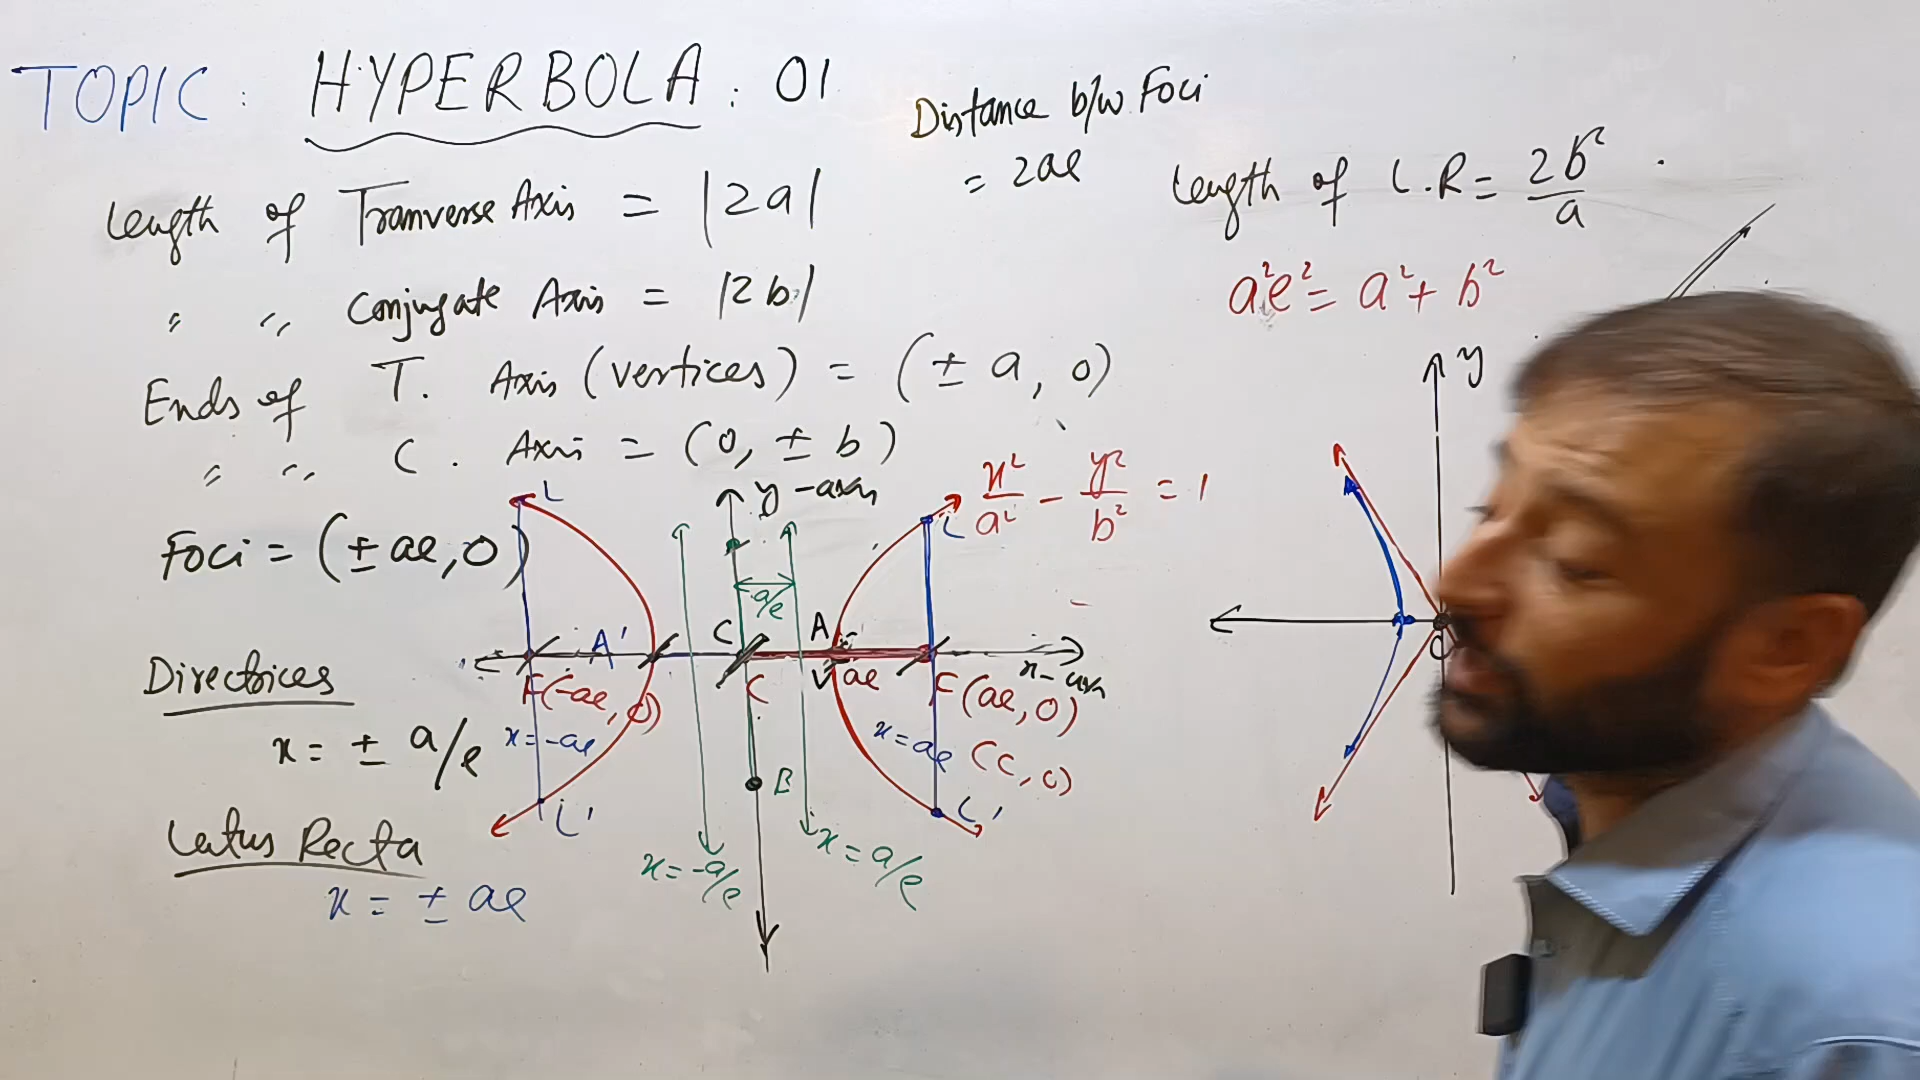 TOPIC : HYPERBOLA : 01
Distance b/w Foci
= 2ae
Length of L.R = 2b²/a
a²e² = a² + b²
Length of Tranverse Axis = |2a|
" " Conjugate Axis = |2b|
Ends of T. Axis (vertices) = (± a, 0)
" " C. Axis = (0, ± b)
Foci = (± ae, 0)
Directrices
x = ± a/e
Latus Recta
x = ± ae
x²/a² - y²/b² = 1
L
y-axis
L
a/e
A'
C
A
x-axis
F(-ae, 0)
C
V
ae
F(ae, 0)
x = -ae
x = ae
(c, 0)
B
L'
L'
x = -a/e
x = a/e
y